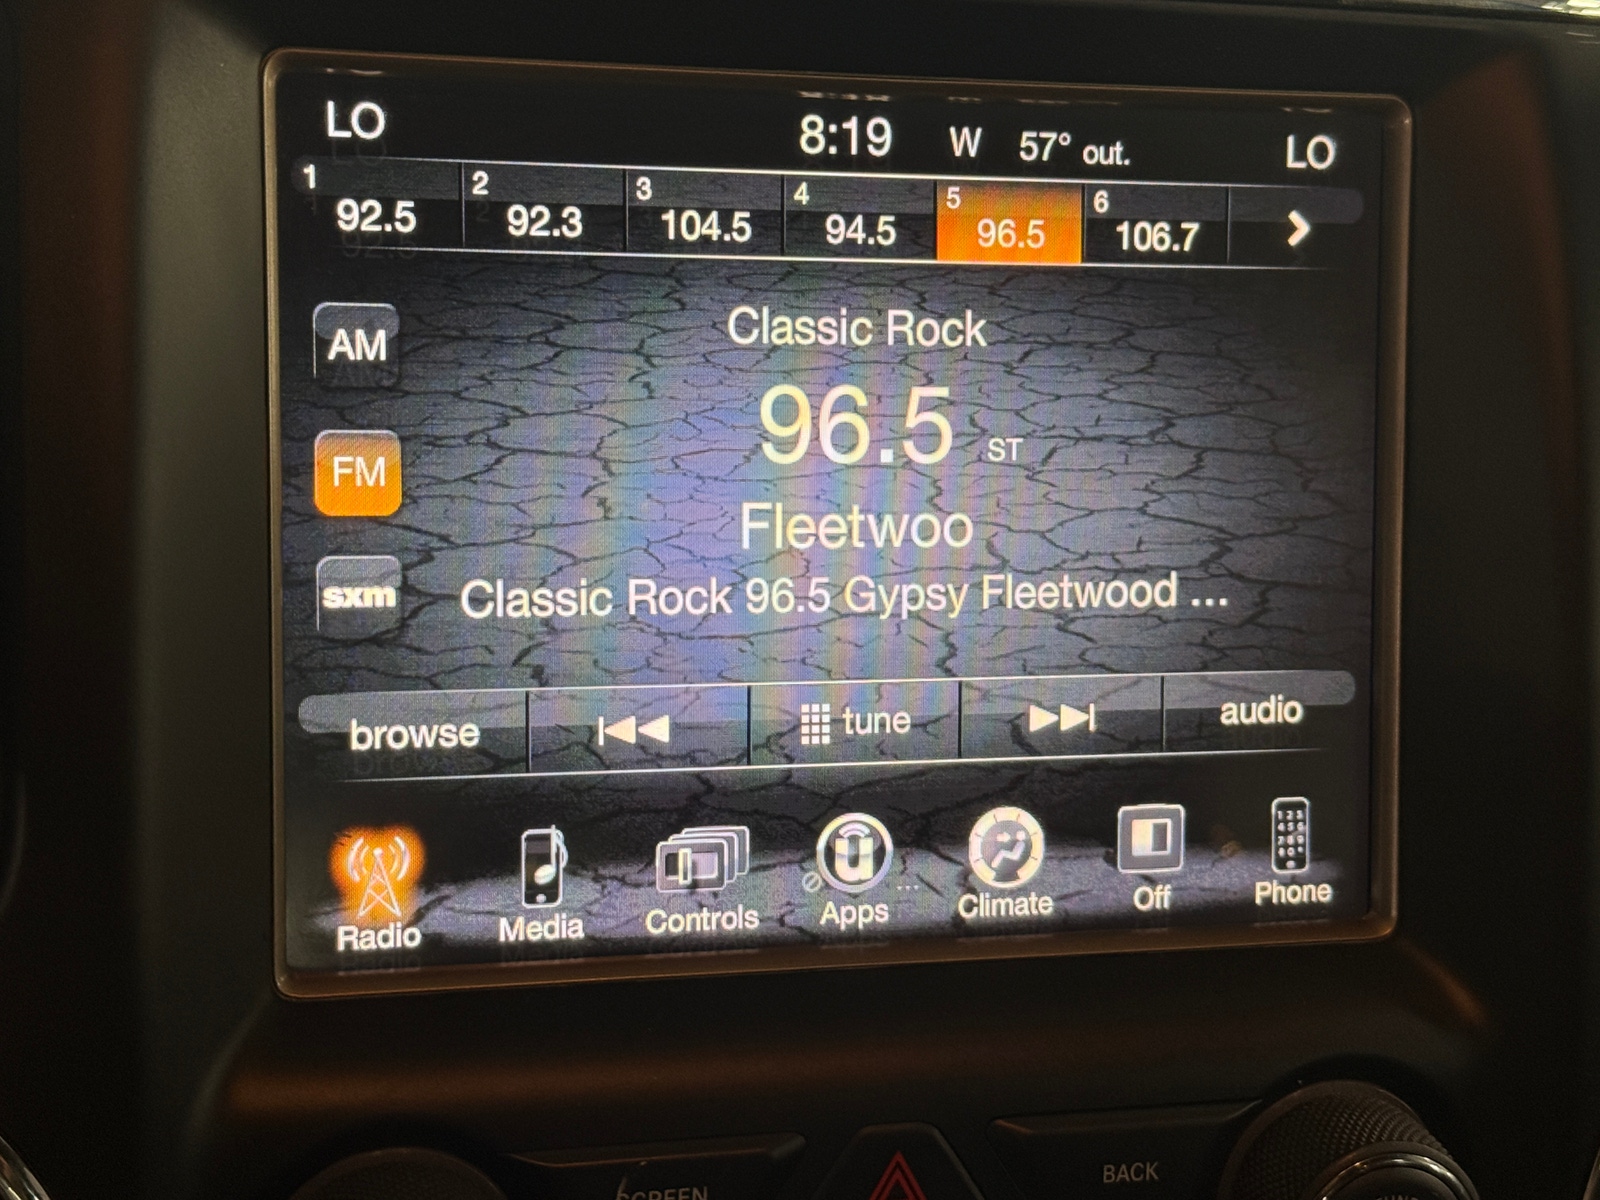 LO 8:19 W 57° out. LO
1 92.5 2 92.3 3 104.5 4 94.5 5 96.5 6 106.7
Classic Rock
AM
96.5 ST
FM
Fleetwoo
sxm
Classic Rock 96.5 Gypsy Fleetwood ...
browse tune audio
Radio Media Controls Apps ... Climate Off Phone
SCREEN BACK